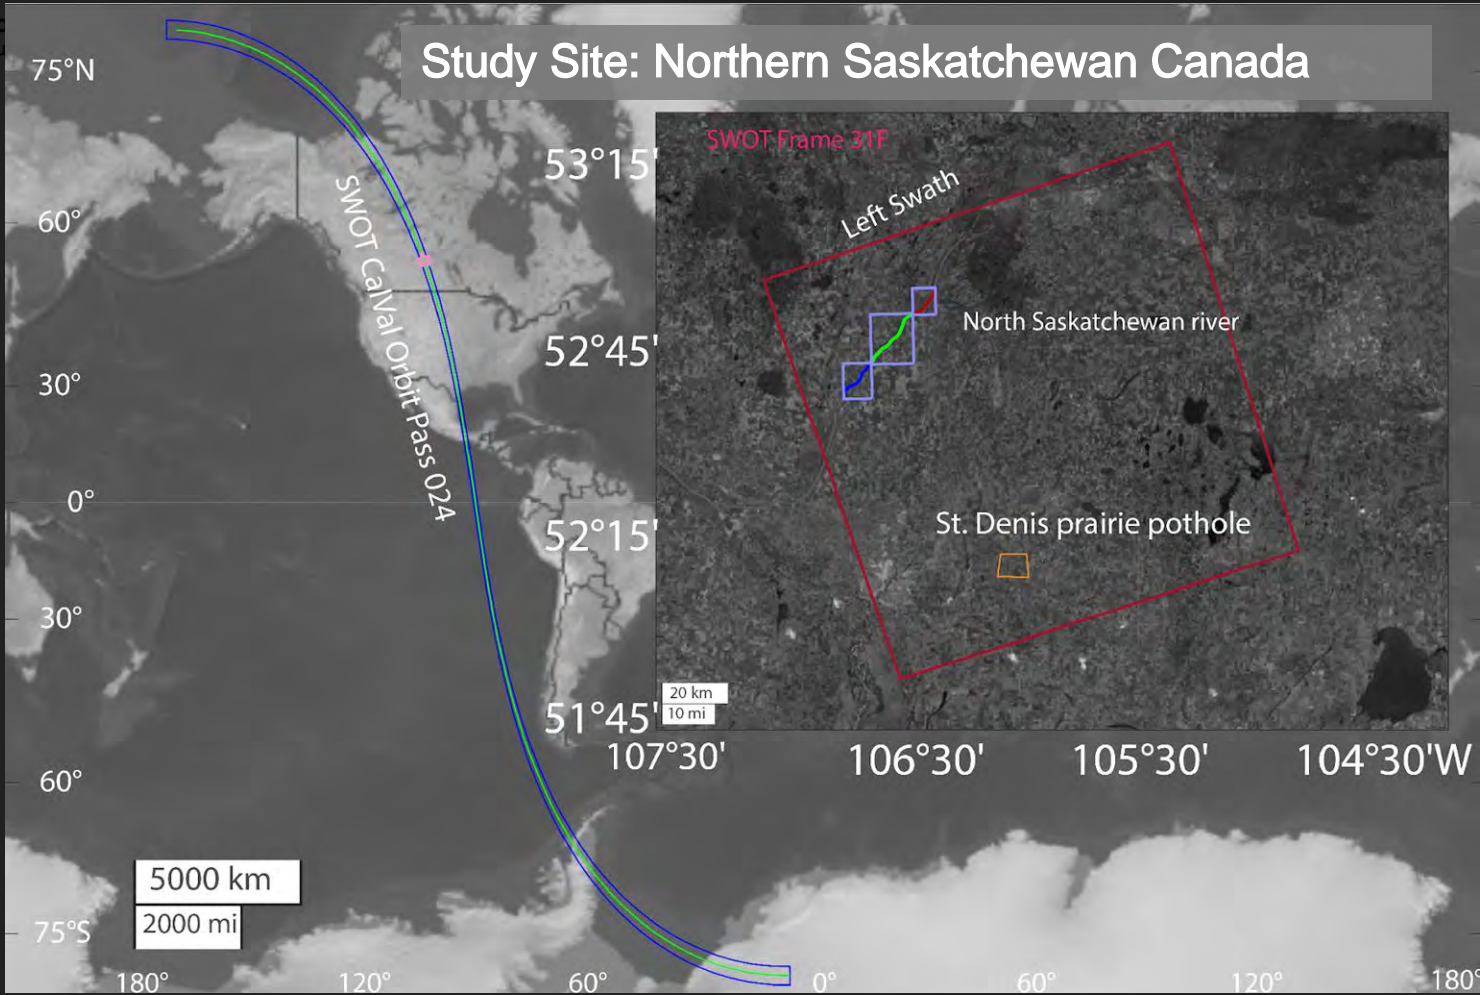 Study Site: Northern Saskatchewan Canada
75°N
60°
30°
0°
30°
60°
75°S
SWOT CalVal Orbit Pass 024
5000 km
2000 mi
180°
120°
60°
0°
60°
120°
180°
53°15'
52°45'
52°15'
51°45'
SWOT Frame 31F
Left Swath
North Saskatchewan river
St. Denis prairie pothole
20 km
10 mi
107°30'
106°30'
105°30'
104°30'W